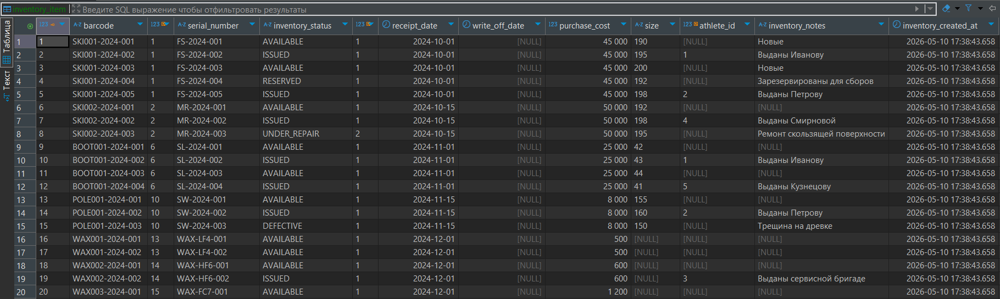 inventory_item Введите SQL выражение чтобы отфильтровать результаты
Таблица
Текст
123 A-Z barcode 123 A-Z serial_number A-Z inventory_status 123 receipt_date write_off_date 123 purchase_cost A-Z size 123 athlete_id A-Z inventory_notes inventory_created_at
1 1 SKI001-2024-001 1 FS-2024-001 AVAILABLE 1 2024-10-01 [NULL] 45 000 190 [NULL] Новые 2026-05-10 17:38:43.658
2 2 SKI001-2024-002 1 FS-2024-002 ISSUED 1 2024-10-01 [NULL] 45 000 195 1 Выданы Иванову 2026-05-10 17:38:43.658
3 3 SKI001-2024-003 1 FS-2024-003 AVAILABLE 1 2024-10-01 [NULL] 45 000 200 [NULL] Новые 2026-05-10 17:38:43.658
4 4 SKI001-2024-004 1 FS-2024-004 RESERVED 1 2024-10-01 [NULL] 45 000 192 [NULL] Зарезервированы для сборов 2026-05-10 17:38:43.658
5 5 SKI001-2024-005 1 FS-2024-005 ISSUED 1 2024-10-01 [NULL] 45 000 198 2 Выданы Петрову 2026-05-10 17:38:43.658
6 6 SKI002-2024-001 2 MR-2024-001 AVAILABLE 1 2024-10-15 [NULL] 50 000 192 [NULL] [NULL] 2026-05-10 17:38:43.658
7 7 SKI002-2024-002 2 MR-2024-002 ISSUED 1 2024-10-15 [NULL] 50 000 198 4 Выданы Смирновой 2026-05-10 17:38:43.658
8 8 SKI002-2024-003 2 MR-2024-003 UNDER_REPAIR 2 2024-10-15 [NULL] 50 000 195 [NULL] Ремонт скользящей поверхности 2026-05-10 17:38:43.658
9 9 BOOT001-2024-001 6 SL-2024-001 AVAILABLE 1 2024-11-01 [NULL] 25 000 42 [NULL] [NULL] 2026-05-10 17:38:43.658
10 10 BOOT001-2024-002 6 SL-2024-002 ISSUED 1 2024-11-01 [NULL] 25 000 43 1 Выданы Иванову 2026-05-10 17:38:43.658
11 11 BOOT001-2024-003 6 SL-2024-003 AVAILABLE 1 2024-11-01 [NULL] 25 000 44 [NULL] [NULL] 2026-05-10 17:38:43.658
12 12 BOOT001-2024-004 6 SL-2024-004 ISSUED 1 2024-11-01 [NULL] 25 000 41 5 Выданы Кузнецову 2026-05-10 17:38:43.658
13 13 POLE001-2024-001 10 SW-2024-001 AVAILABLE 1 2024-11-15 [NULL] 8 000 155 [NULL] [NULL] 2026-05-10 17:38:43.658
14 14 POLE001-2024-002 10 SW-2024-002 ISSUED 1 2024-11-15 [NULL] 8 000 160 2 Выданы Петрову 2026-05-10 17:38:43.658
15 15 POLE001-2024-003 10 SW-2024-003 DEFECTIVE 1 2024-11-15 [NULL] 8 000 150 [NULL] Трещина на древке 2026-05-10 17:38:43.658
16 16 WAX001-2024-001 13 WAX-LF4-001 AVAILABLE 1 2024-12-01 [NULL] 500 [NULL] [NULL] [NULL] 2026-05-10 17:38:43.658
17 17 WAX001-2024-002 13 WAX-LF4-002 AVAILABLE 1 2024-12-01 [NULL] 500 [NULL] [NULL] [NULL] 2026-05-10 17:38:43.658
18 18 WAX002-2024-001 14 WAX-HF6-001 AVAILABLE 1 2024-12-01 [NULL] 600 [NULL] [NULL] [NULL] 2026-05-10 17:38:43.658
19 19 WAX002-2024-002 14 WAX-HF6-002 ISSUED 1 2024-12-01 [NULL] 600 [NULL] 3 Выданы сервисной бригаде 2026-05-10 17:38:43.658
20 20 WAX003-2024-001 15 WAX-FC7-001 AVAILABLE 1 2024-12-01 [NULL] 1 200 [NULL] [NULL] [NULL] 2026-05-10 17:38:43.658